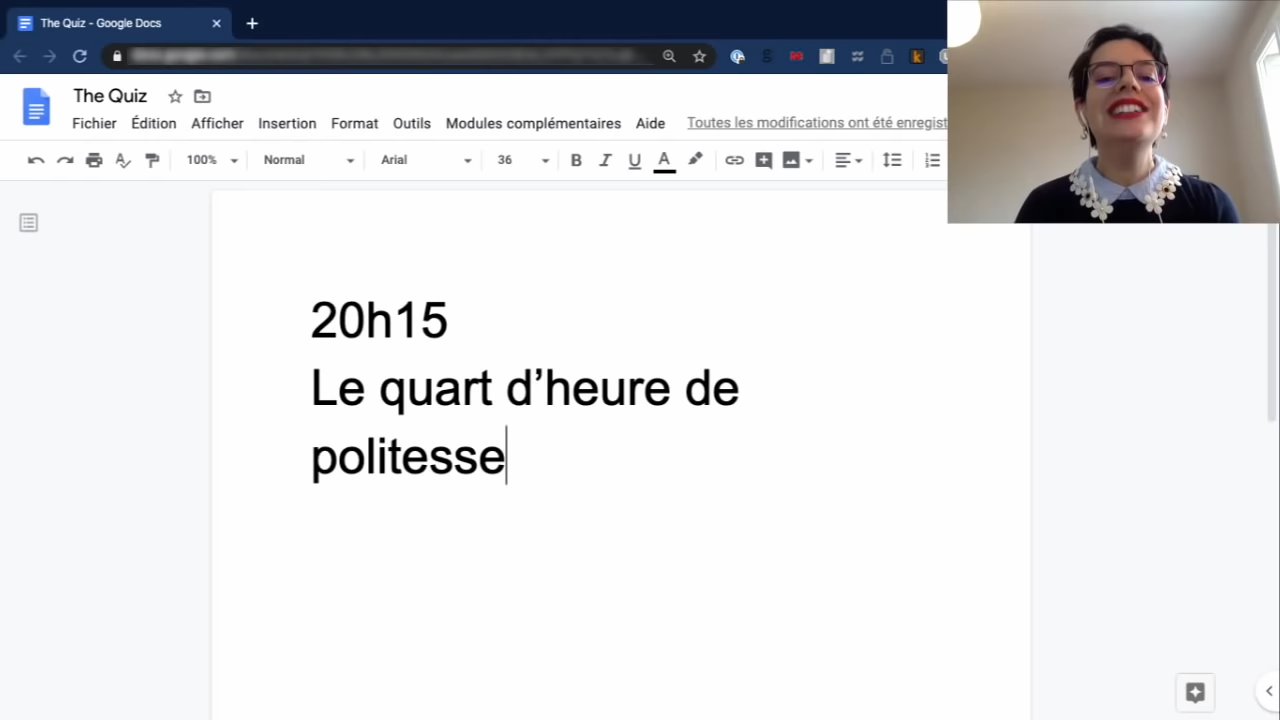 The Quiz - Google Docs
The Quiz
Fichier Édition Afficher Insertion Format Outils Modules complémentaires Aide Toutes les modifications ont été enregist
100% Normal Arial 36 B I U A
20h15
Le quart d’heure de
politesse